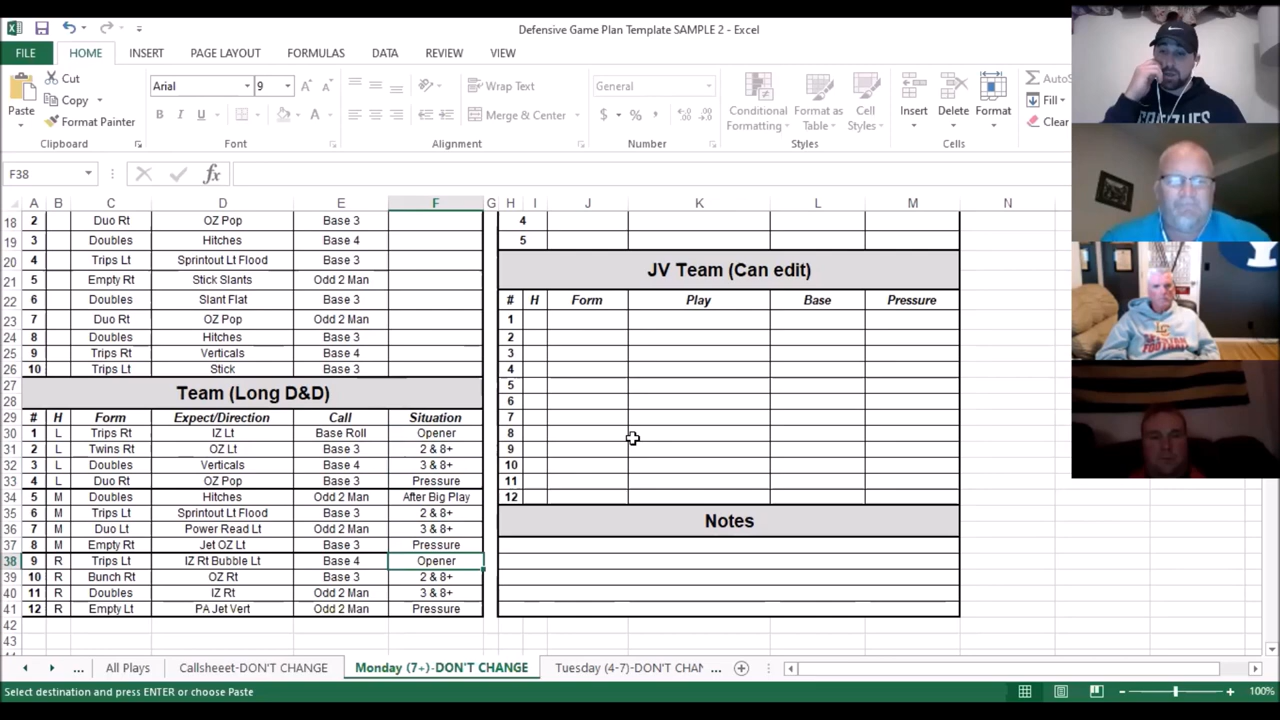 Defensive Game Plan Template SAMPLE 2 - Excel
FILE HOME INSERT PAGE LAYOUT FORMULAS DATA REVIEW VIEW
Cut
Copy
Format Painter
Paste
Arial 9
B I U A
Wrap Text
Merge & Center
General
$ % ,
Conditional Formatting
Format as Table
Cell Styles
Insert Delete Format
AutoS
Fill
Clear
Clipboard Font Alignment Number Styles Cells
F38 fx
A B C D E F G H I J K L M N
18 2 Duo Rt OZ Pop Base 3 4
19 3 Doubles Hitches Base 4 5
20 4 Trips Lt Sprintout Lt Flood Base 3 JV Team (Can edit)
21 5 Empty Rt Stick Slants Odd 2 Man
22 6 Doubles Slant Flat Base 3 # H Form Play Base Pressure
23 7 Duo Rt OZ Pop Odd 2 Man 1
24 8 Doubles Hitches Base 3 2
25 9 Trips Rt Verticals Base 4 3
26 10 Trips Lt Stick Base 3 4
27 Team (Long D&D) 5
28 6
29 # H Form Expect/Direction Call Situation 7
30 1 L Trips Rt IZ Lt Base Roll Opener 8
31 2 L Twins Rt OZ Lt Base 3 2 & 8+ 9
32 3 L Doubles Verticals Base 4 3 & 8+ 10
33 4 L Duo Rt OZ Pop Base 3 Pressure 11
34 5 M Doubles Hitches Odd 2 Man After Big Play 12
35 6 M Trips Lt Sprintout Lt Flood Base 3 2 & 8+ Notes
36 7 M Duo Lt Power Read Lt Odd 2 Man 3 & 8+
37 8 M Empty Rt Jet OZ Lt Base 3 Pressure
38 9 R Trips Lt IZ Rt Bubble Lt Base 4 Opener
39 10 R Bunch Rt OZ Rt Base 3 2 & 8+
40 11 R Doubles IZ Rt Odd 2 Man 3 & 8+
41 12 R Empty Lt PA Jet Vert Odd 2 Man Pressure
42
43
... All Plays Callsheeet-DON'T CHANGE Monday (7+)-DON'T CHANGE Tuesday (4-7)-DON'T CHAN ...
Select destination and press ENTER or choose Paste 100%